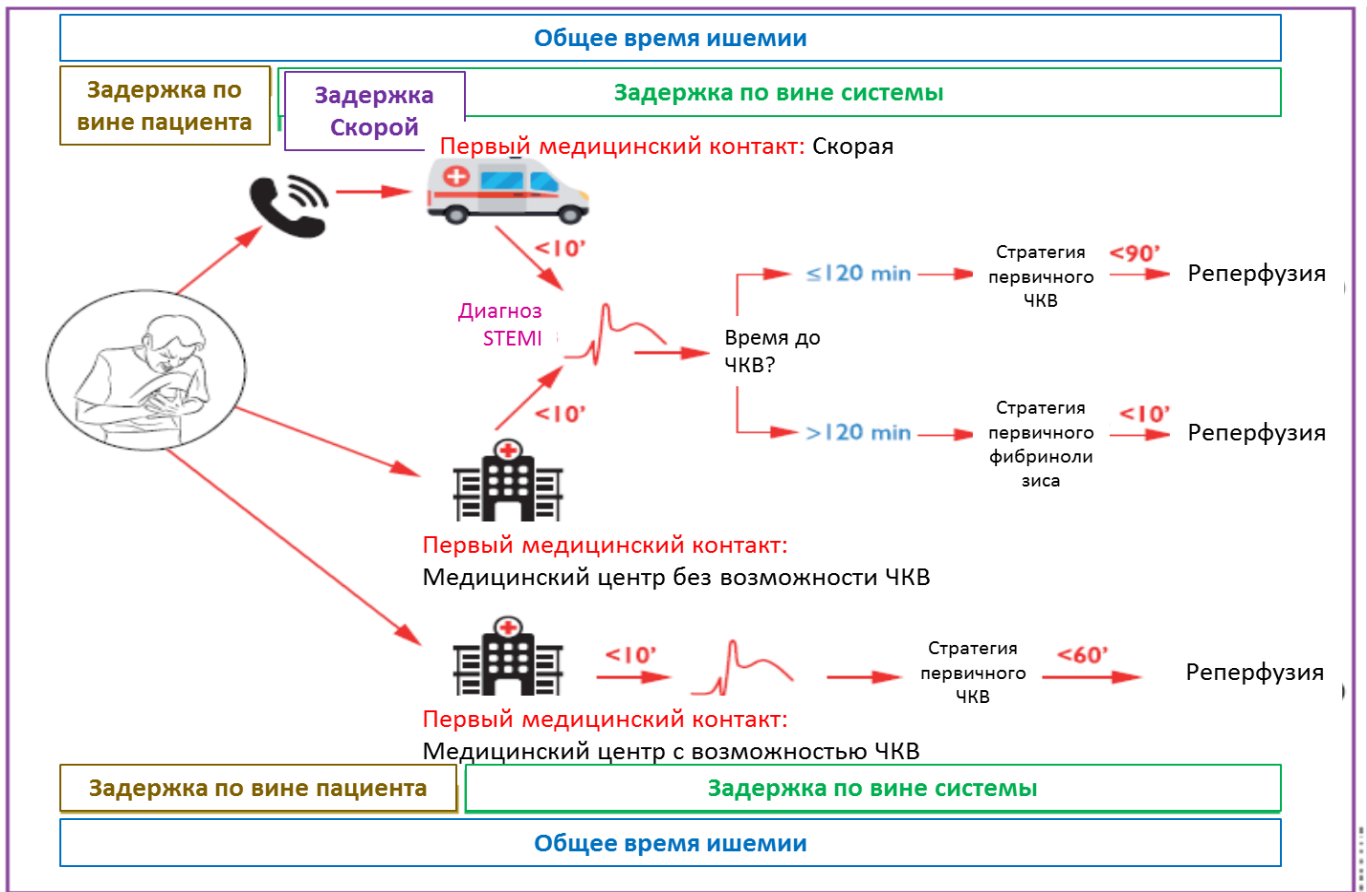 Общее время ишемии
Задержка по
вине пациента
Задержка
Скорой
Задержка по вине системы
Первый медицинский контакт: Скорая
<10’
Диагноз
STEMI
<10’
Время до
ЧКВ?
≤120 min
Стратегия
первичного
ЧКВ
<90’
Реперфузия
>120 min
Стратегия
первичного
фибриноли
зиса
<10’
Реперфузия
Первый медицинский контакт:
Медицинский центр без возможности ЧКВ
<10’
Стратегия
первичного
ЧКВ
<60’
Реперфузия
Первый медицинский контакт:
Медицинский центр с возможностью ЧКВ
Задержка по вине пациента
Задержка по вине системы
Общее время ишемии